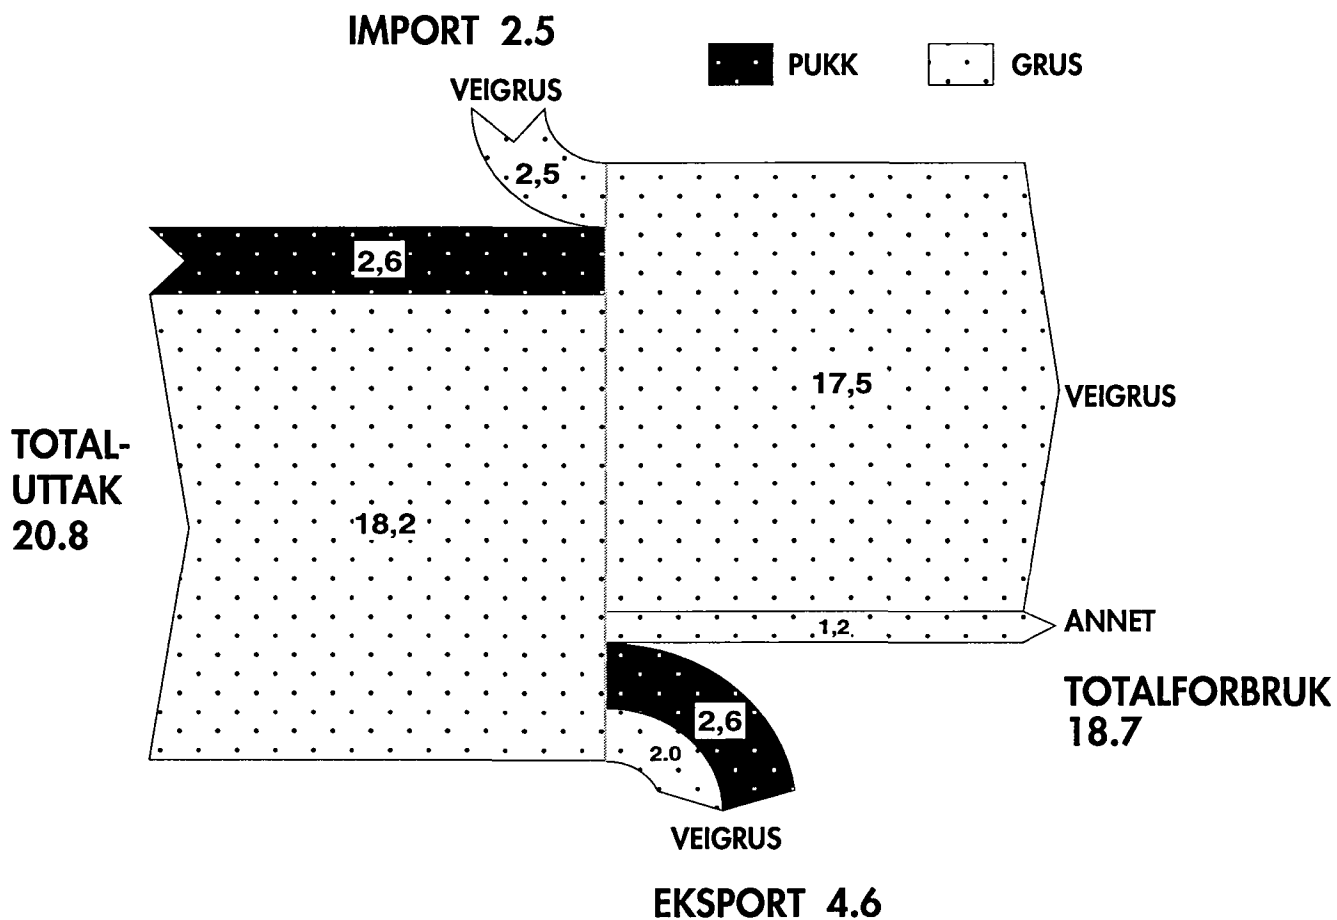 IMPORT 2.5
PUKK
GRUS
VEIGRUS
2,5
2,6
17,5
VEIGRUS
TOTAL-
UTTAK
20.8
18,2
1,2
ANNET
TOTALFORBRUK
18.7
2,6
2.0
VEIGRUS
EKSPORT 4.6